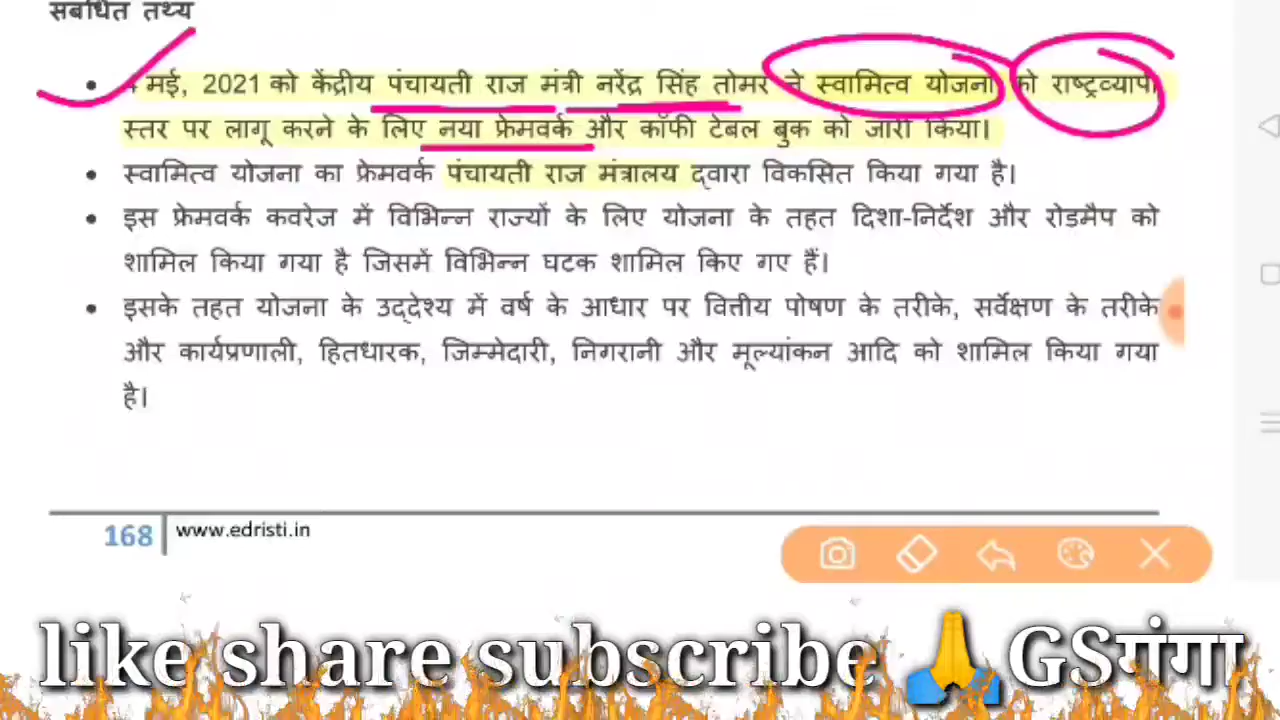 संबंधित तथ्य
• 4 मई, 2021 को केंद्रीय पंचायती राज मंत्री नरेंद्र सिंह तोमर ने स्वामित्व योजना को राष्ट्रव्यापी
स्तर पर लागू करने के लिए नया फ्रेमवर्क और कॉफी टेबल बुक को जारी किया।
• स्वामित्व योजना का फ्रेमवर्क पंचायती राज मंत्रालय द्वारा विकसित किया गया है।
• इस फ्रेमवर्क कवरेज में विभिन्न राज्यों के लिए योजना के तहत दिशा-निर्देश और रोडमैप को
शामिल किया गया है जिसमें विभिन्न घटक शामिल किए गए हैं।
• इसके तहत योजना के उद्देश्य में वर्ष के आधार पर वित्तीय पोषण के तरीके, सर्वेक्षण के तरीके
और कार्यप्रणाली, हितधारक, जिम्मेदारी, निगरानी और मूल्यांकन आदि को शामिल किया गया
है।
168 www.edristi.in
like share subscribe 🙏 GSगंगा